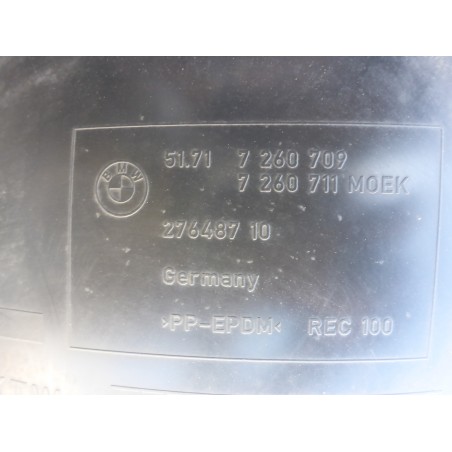 51.71 7 260 709
7 260 711 MOEK
BMW
276487 10
Germany
>PP-EPDM< REC 100